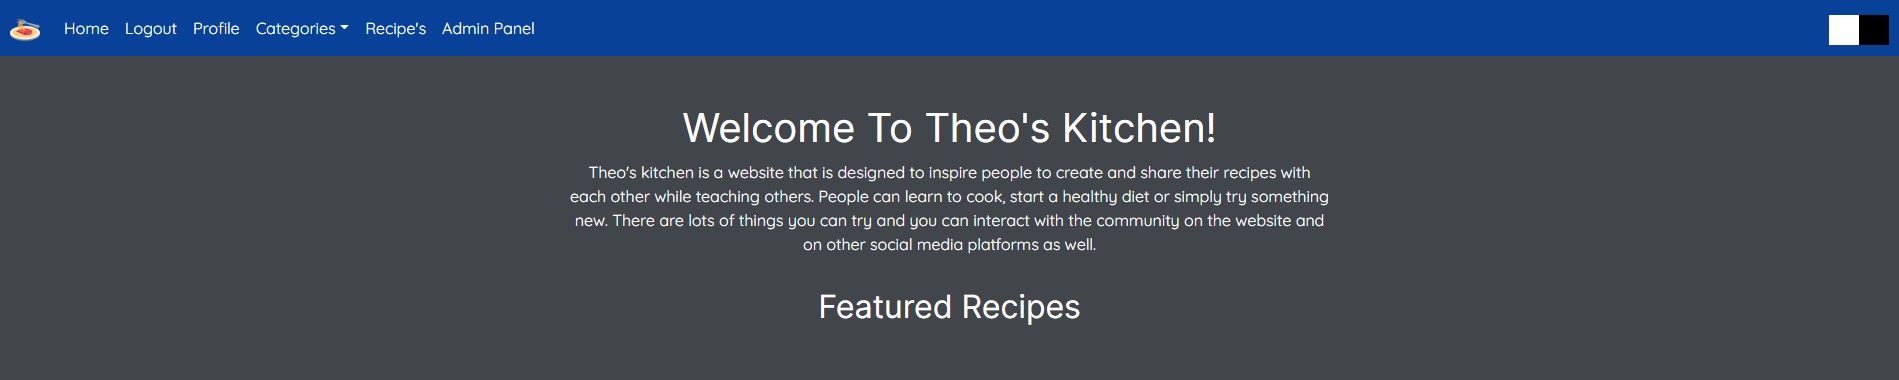 Home Logout Profile Categories Recipe's Admin Panel
Welcome To Theo's Kitchen!
Theo's kitchen is a website that is designed to inspire people to create and share their recipes with
each other while teaching others. People can learn to cook, start a healthy diet or simply try something
new. There are lots of things you can try and you can interact with the community on the website and
on other social media platforms as well.
Featured Recipes